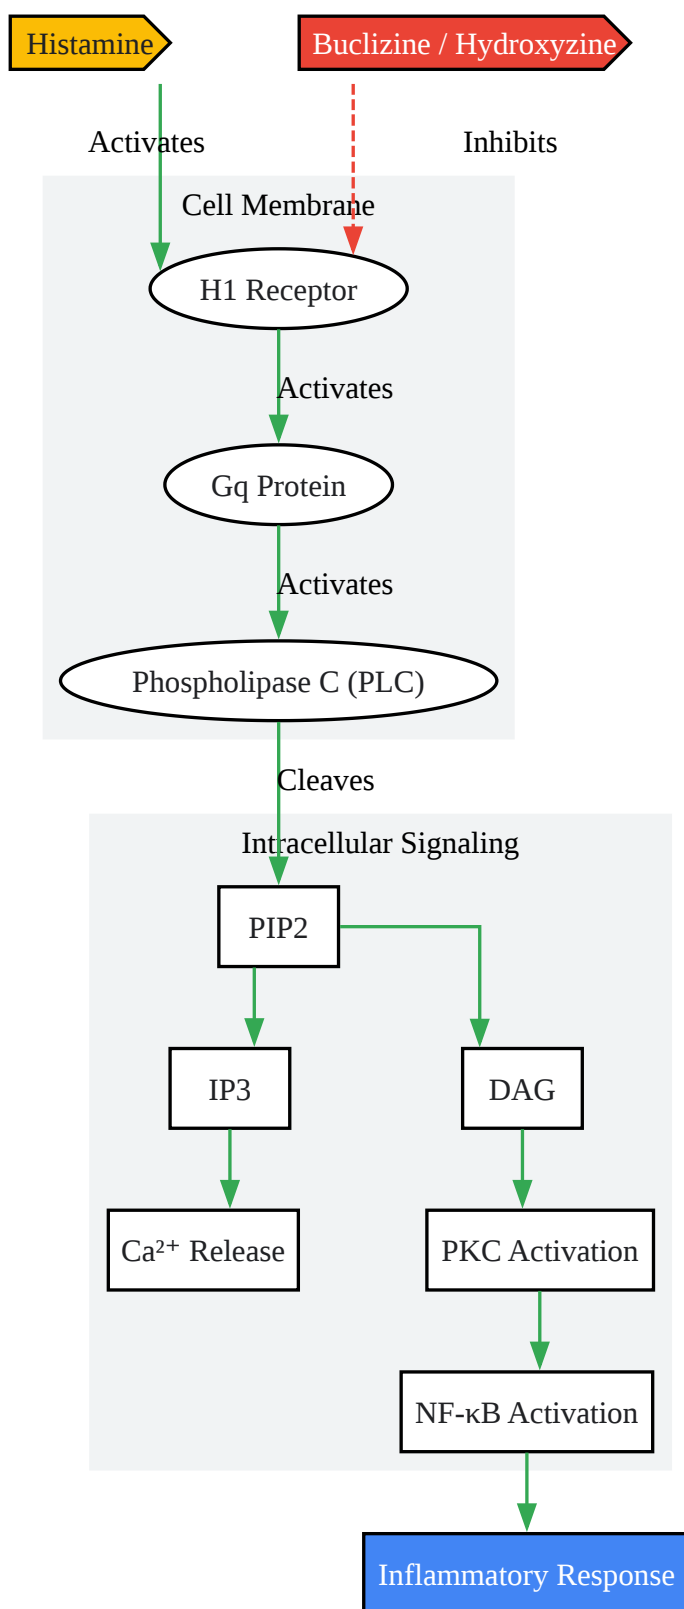 Histamine
Buclizine / Hydroxyzine
Activates
Inhibits
Cell Membrane
H1 Receptor
Activates
Gq Protein
Activates
Phospholipase C (PLC)
Cleaves
Intracellular Signaling
PIP2
IP3
DAG
Ca²⁺ Release
PKC Activation
NF-κB Activation
Inflammatory Response